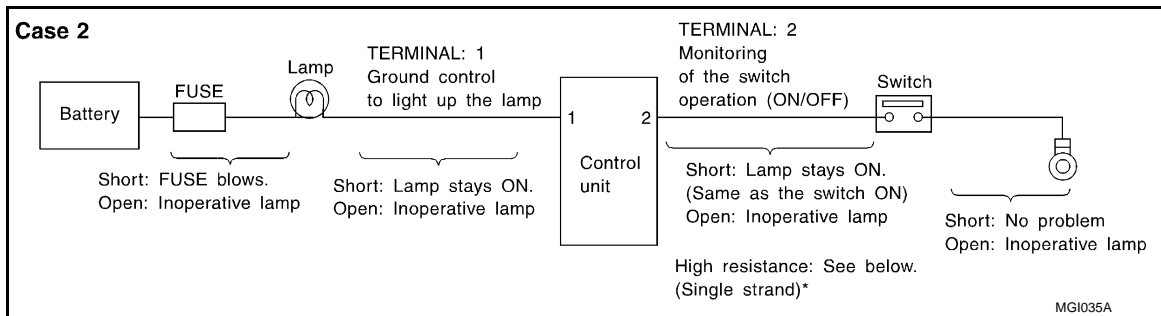 Case 2
Battery
FUSE
Lamp
TERMINAL: 1
Ground control
to light up the lamp
1
2
Control
unit
TERMINAL: 2
Monitoring
of the switch
operation (ON/OFF)
Switch
Short: FUSE blows.
Open: Inoperative lamp
Short: Lamp stays ON.
Open: Inoperative lamp
Short: Lamp stays ON.
(Same as the switch ON)
Open: Inoperative lamp
High resistance: See below.
(Single strand)*
Short: No problem
Open: Inoperative lamp
MGI035A